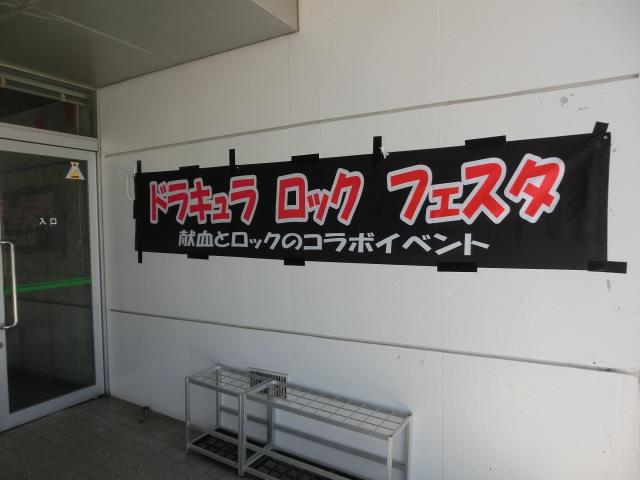 入口
ドラキュラ ロック フェスタ
献血とロックのコラボイベント